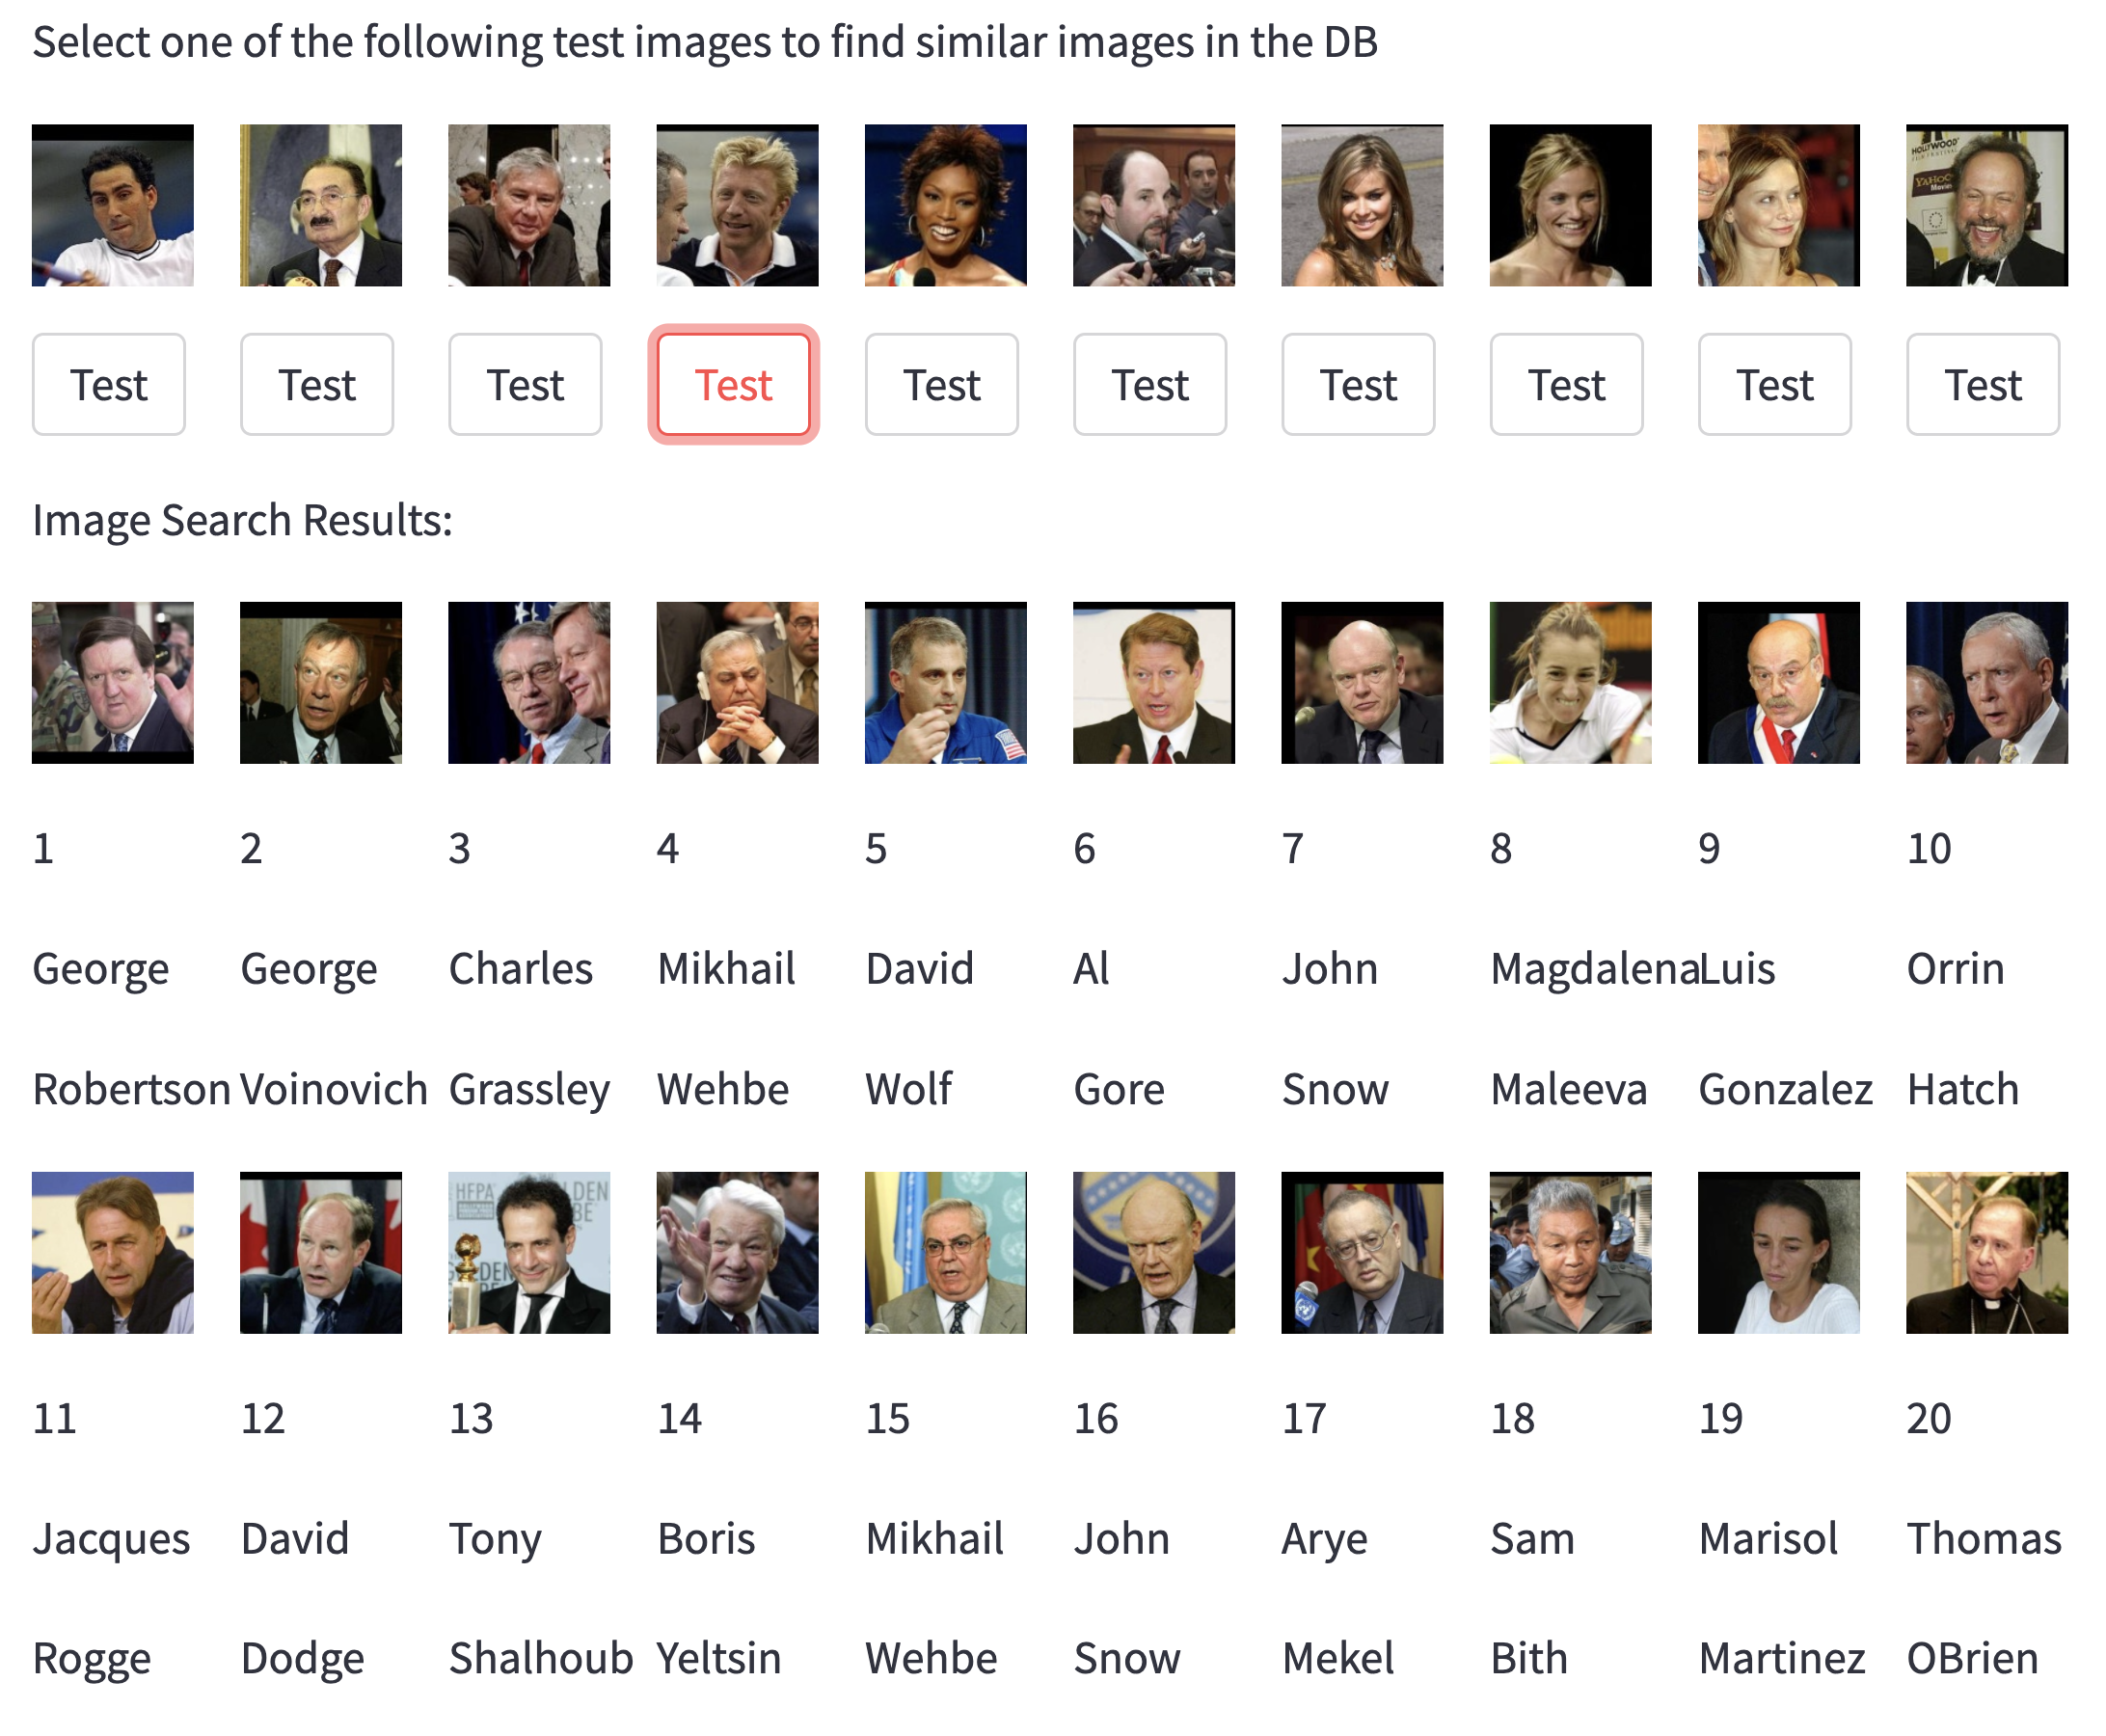 Select one of the following test images to find similar images in the DB
HOLLYWOOD
YAHOO!
Movies
Test Test Test Test Test Test Test Test Test Test
Image Search Results:
1 2 3 4 5 6 7 8 9 10
George George Charles Mikhail David Al John Magdalena Luis Orrin
Robertson Voinovich Grassley Wehbe Wolf Gore Snow Maleeva Gonzalez Hatch
HFPA
11 12 13 14 15 16 17 18 19 20
Jacques David Tony Boris Mikhail John Arye Sam Marisol Thomas
Rogge Dodge Shalhoub Yeltsin Wehbe Snow Mekel Bith Martinez OBrien